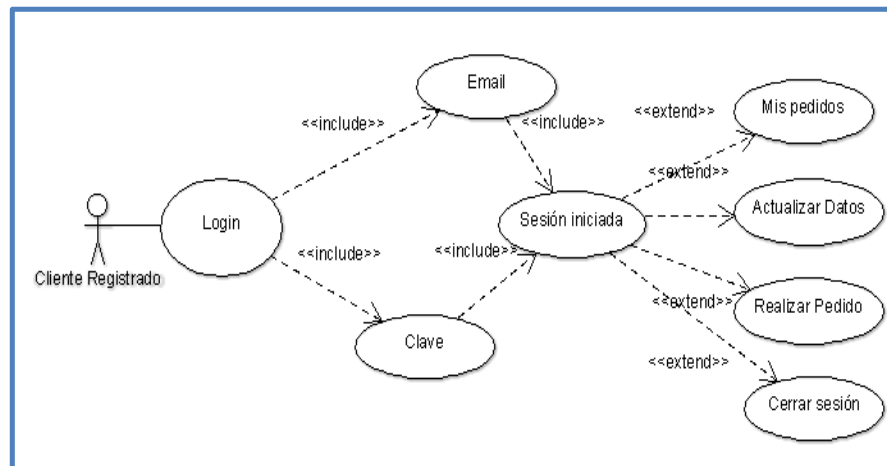 Email
<<include>>
<<include>>
<<extend>>
Mis pedidos
<<extend>>
Login
Sesión iniciada
Actualizar Datos
<<include>>
<<include>>
Cliente Registrado
<<extend>>
Realizar Pedido
Clave
<<extend>>
Cerrar sesión